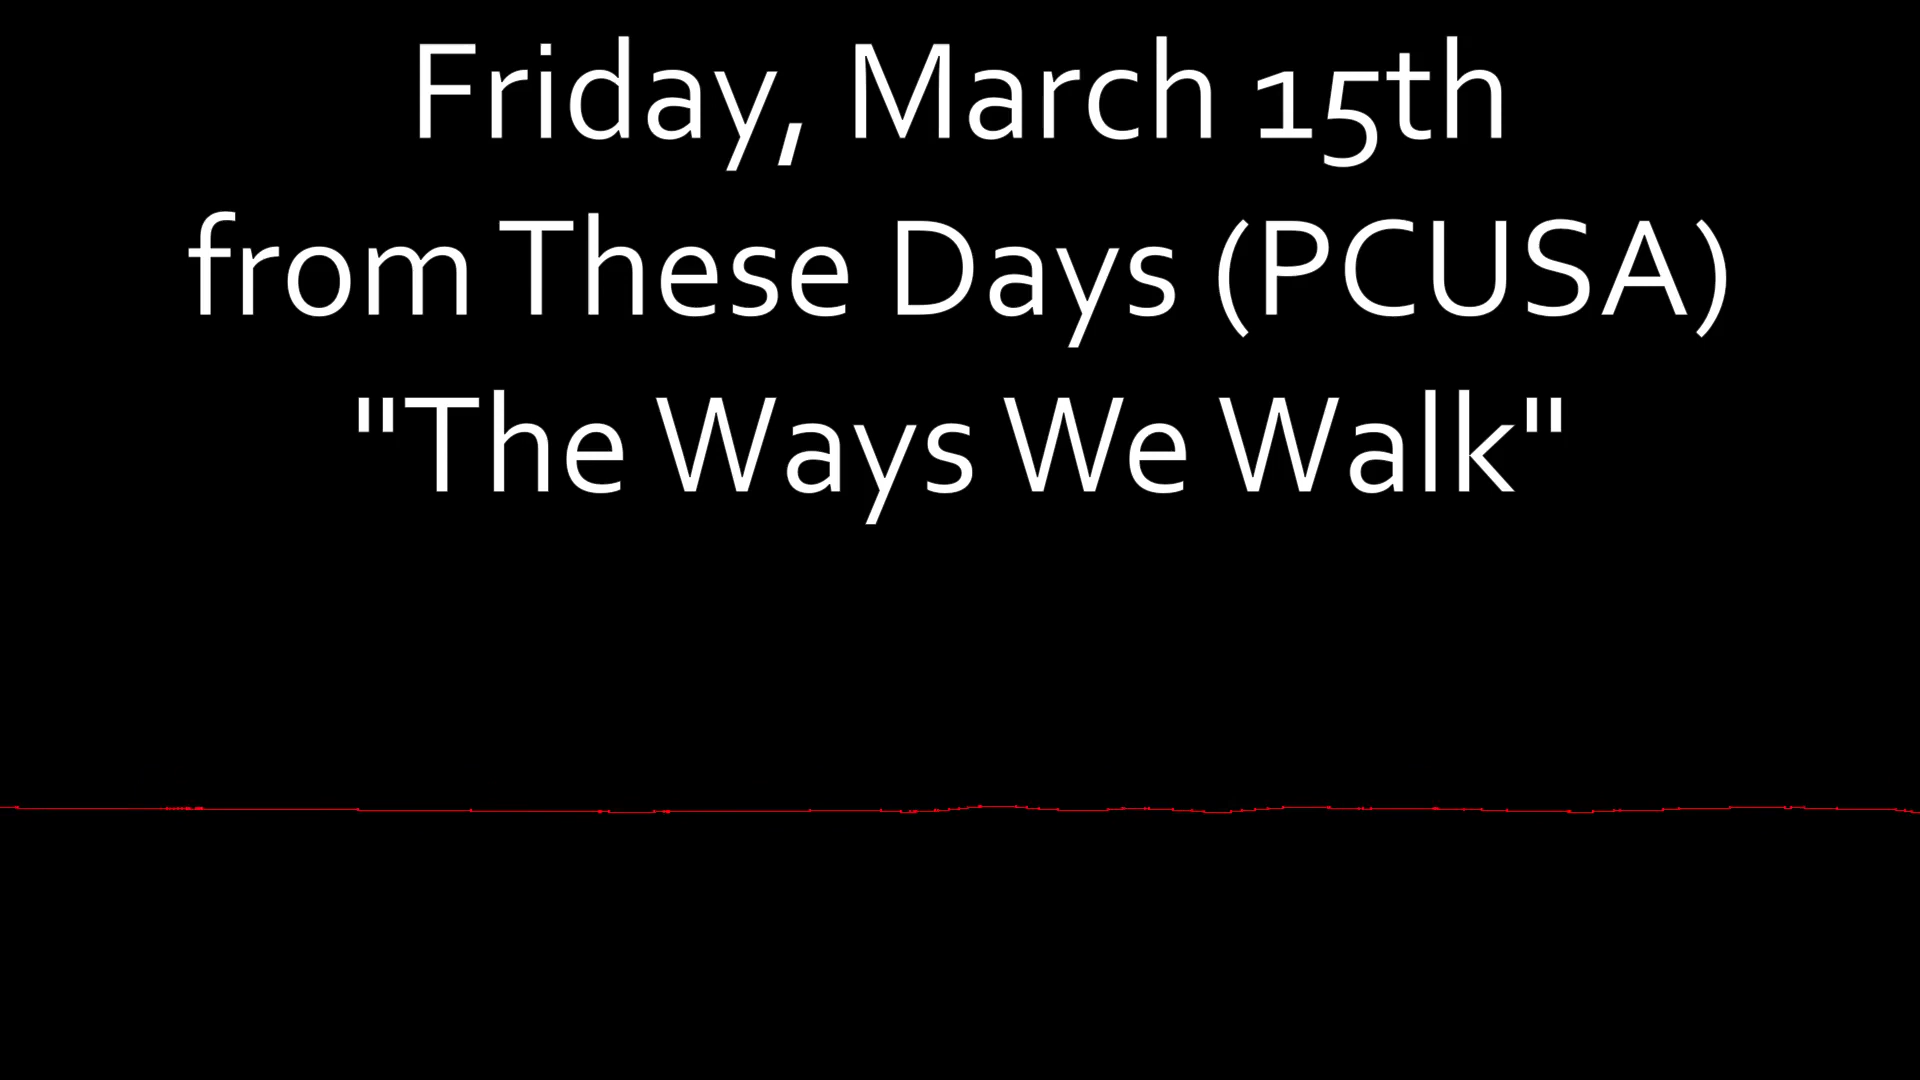 Friday, March 15th
from These Days (PCUSA)
"The Ways We Walk"